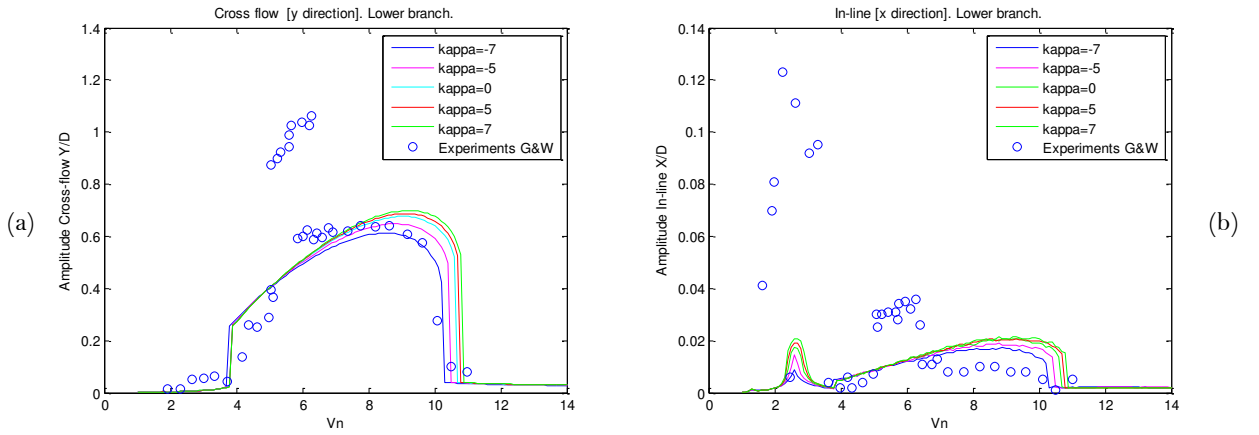 (a)
Cross flow [y direction]. Lower branch.
Amplitude Cross-flow Y/D
1.4
1.2
1
0.8
0.6
0.4
0.2
0
0 2 4 6 8 10 12 14
Vn
kappa=-7
kappa=-5
kappa=0
kappa=5
kappa=7
Experiments G&W
In-line [x direction]. Lower branch.
Amplitude In-line X/D
0.14
0.12
0.1
0.08
0.06
0.04
0.02
0
0 2 4 6 8 10 12 14
Vn
kappa=-7
kappa=-5
kappa=0
kappa=5
kappa=7
Experiments G&W
(b)